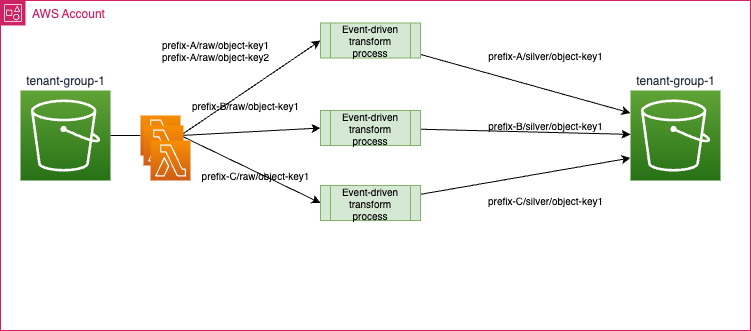 AWS Account
prefix-A/raw/object-key1
prefix-A/raw/object-key2
Event-driven
transform
process
prefix-A/silver/object-key1
tenant-group-1
tenant-group-1
prefix-B/raw/object-key1
Event-driven
transform
process
prefix-B/silver/object-key1
prefix-C/raw/object-key1
Event-driven
transform
process
prefix-C/silver/object-key1